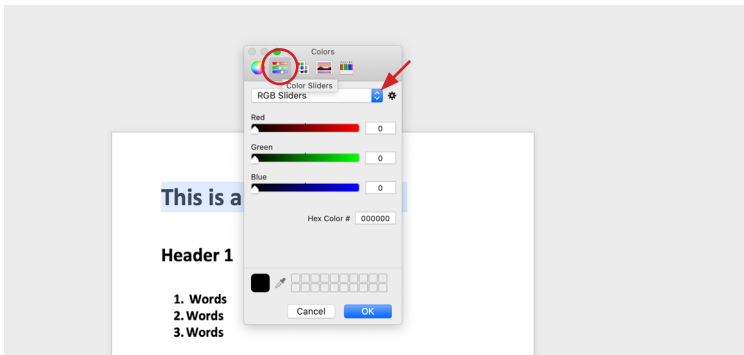 Colors
Color Sliders
RGB Sliders
Red
0
Green
0
Blue
0
Hex Color # 000000
Cancel OK
This is a
Header 1
1. Words
2. Words
3. Words